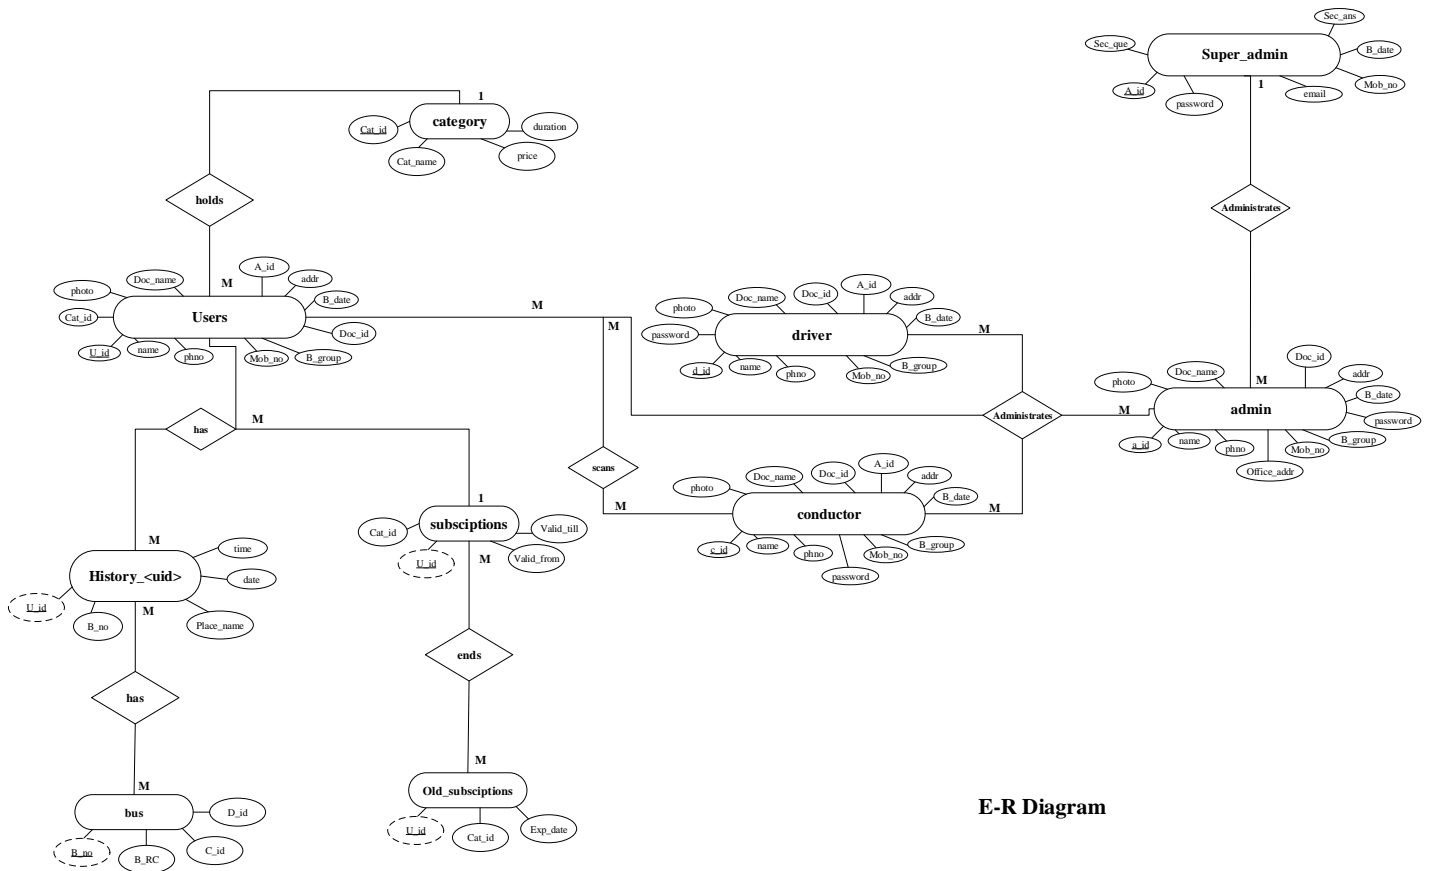 Sec_ans
Sec_que
Super_admin
B_date
A_id
password
1
email
Mob_no
1
category
Cat_id
duration
Cat_name
price
holds
Administrates
M
Doc_name
A_id
addr
photo
B_date
Cat_id
Users
Doc_id
U_id
name
phno
Mob_no
B_group
M
M
Doc_name
Doc_id
A_id
addr
photo
B_date
password
driver
M
d_id
name
phno
Mob_no
B_group
Doc_id
M
Doc_name
addr
photo
B_date
admin
password
a_id
name
phno
Office_addr
Mob_no
B_group
Administrates
M
has
M
scans
M
Doc_name
Doc_id
A_id
addr
photo
B_date
conductor
M
c_id
name
phno
password
Mob_no
B_group
1
subsciptions
Cat_id
Valid_till
U_id
M
Valid_from
M
time
History_<uid>
date
U_id
B_no
M
Place_name
ends
has
M
Old_subsciptions
U_id
Cat_id
Exp_date
M
bus
D_id
B_no
B_RC
C_id
E-R Diagram